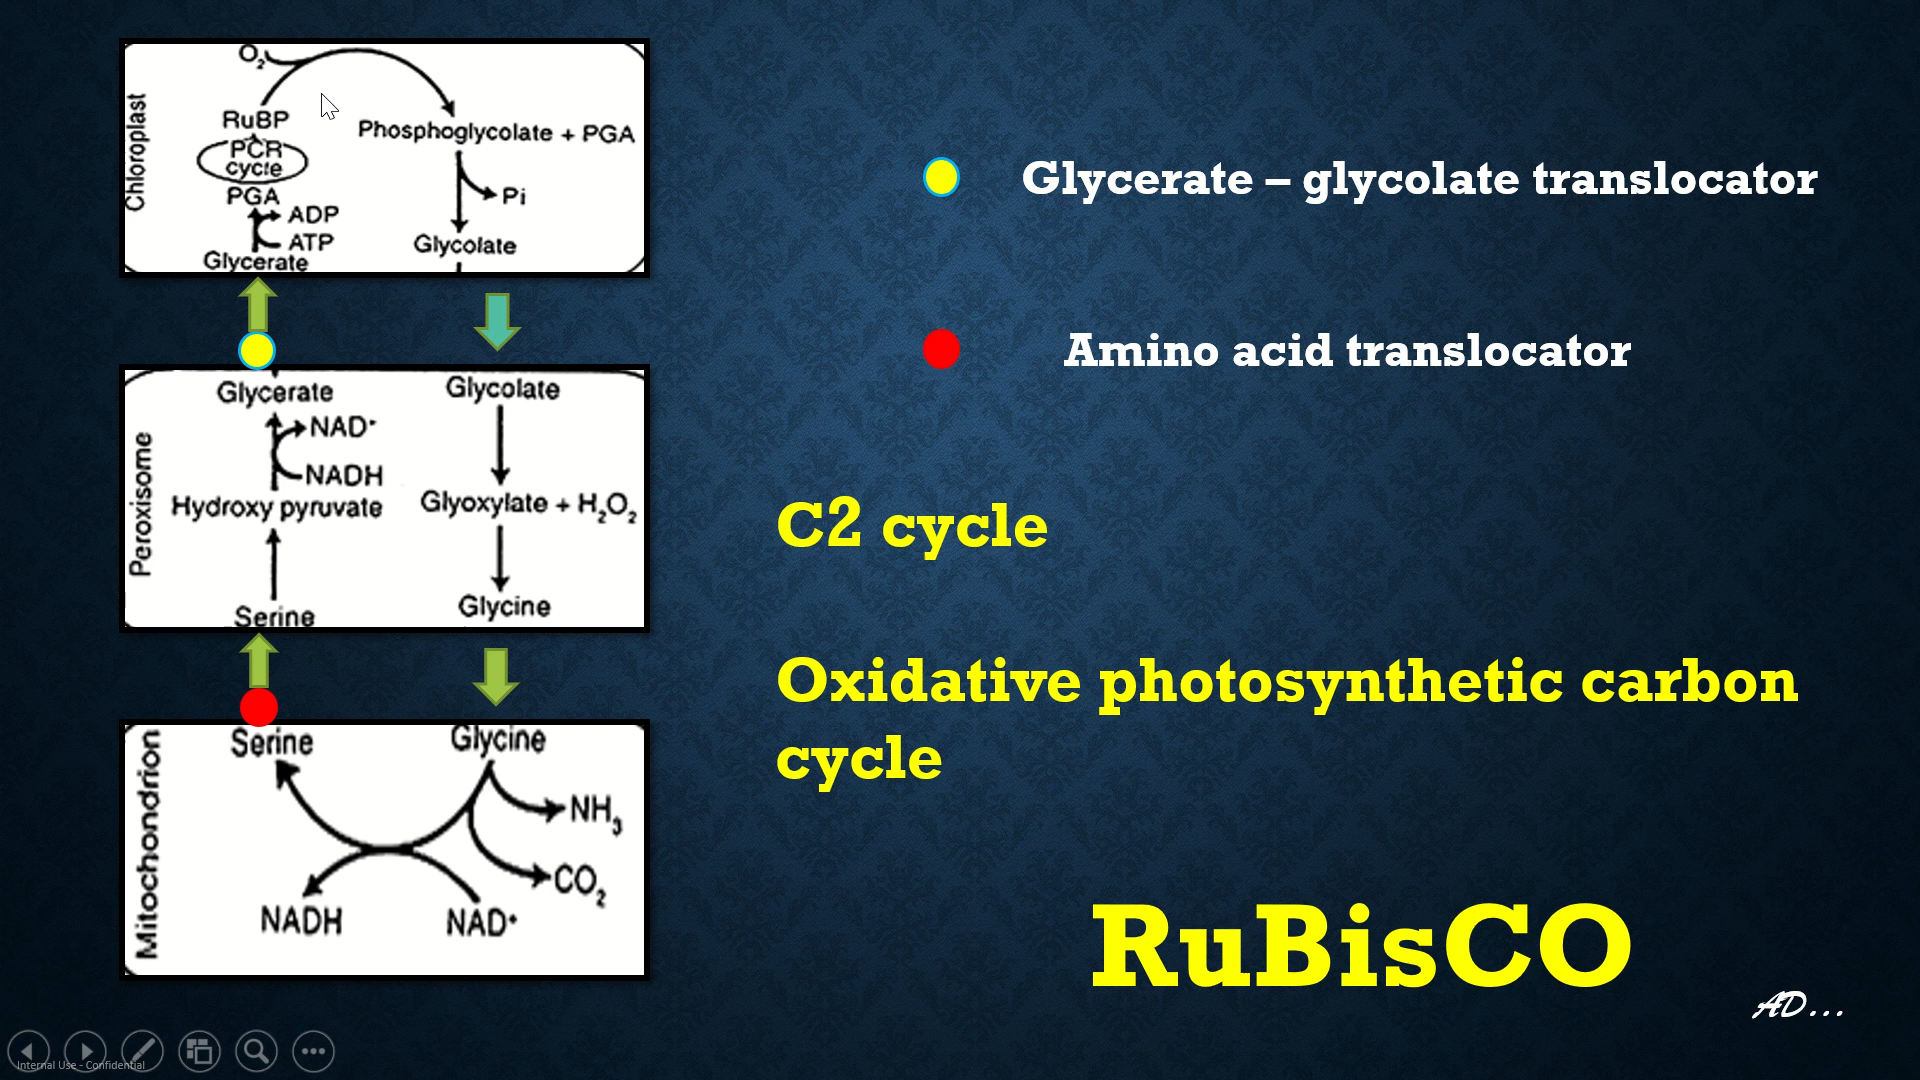 Chloroplast
O2
RuBP
PCR
cycle
PGA
ADP
ATP
Glycerate
Phosphoglycolate + PGA
Pi
Glycolate
Peroxisome
Glycerate
NAD+
NADH
Hydroxy pyruvate
Serine
Glycolate
Glyoxylate + H2O2
Glycine
Mitochondrion
Serine
Glycine
NH3
CO2
NADH
NAD+
Glycerate – glycolate translocator
Amino acid translocator
C2 cycle
Oxidative photosynthetic carbon
cycle
RuBisCO
AD...
Internal Use - Confidential